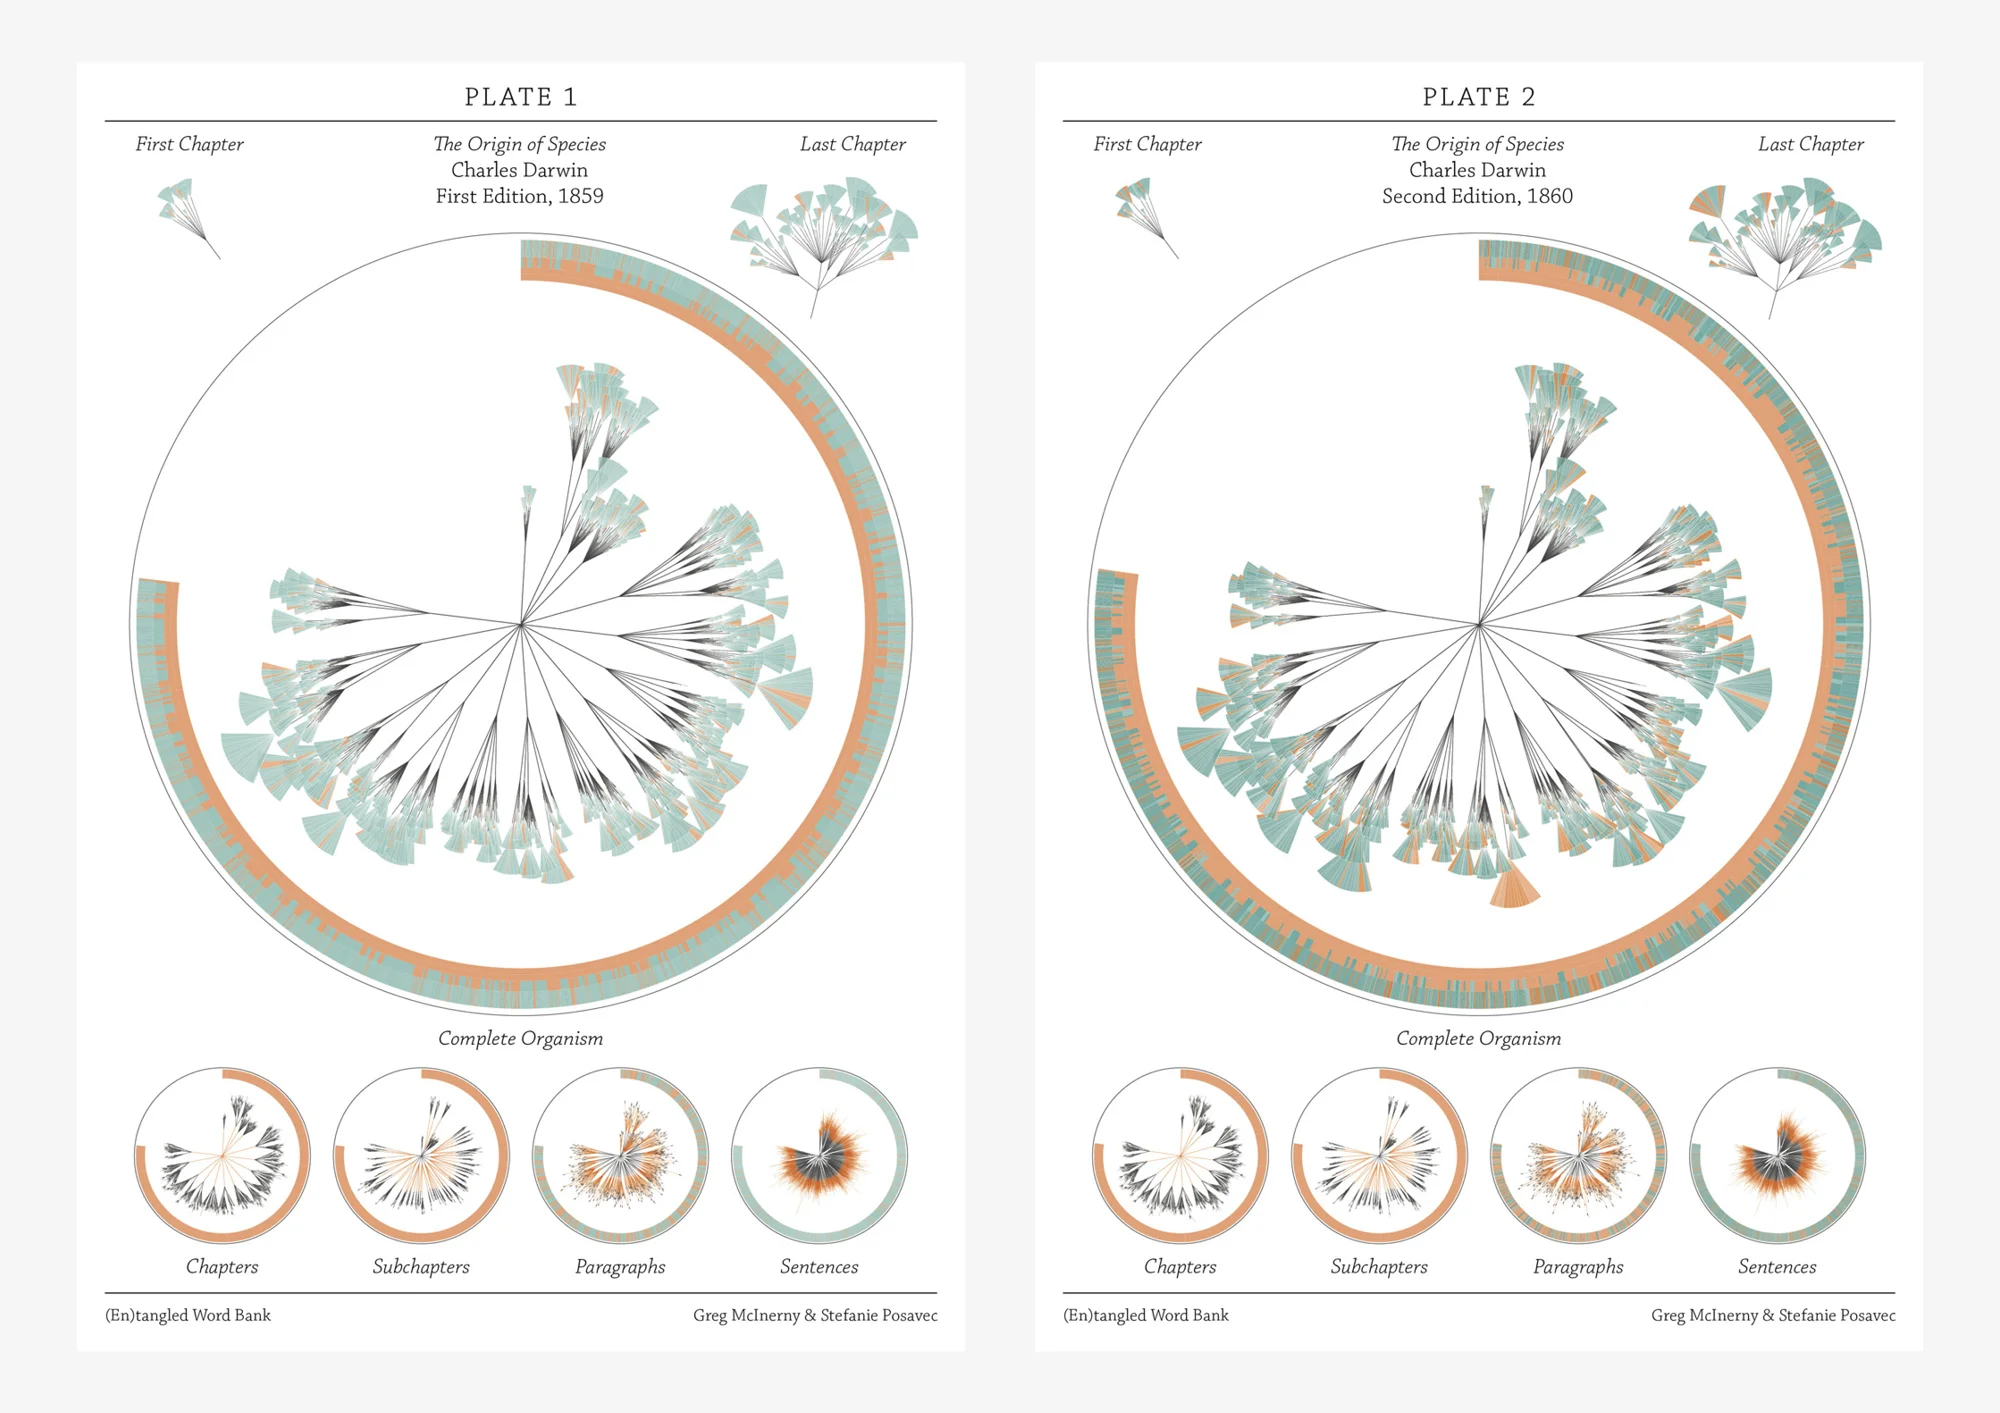 PLATE 1
First Chapter
The Origin of Species
Charles Darwin
First Edition, 1859
Last Chapter
Complete Organism
Chapters
Subchapters
Paragraphs
Sentences
(En)tangled Word Bank
Greg McInerny & Stefanie Posavec
PLATE 2
First Chapter
The Origin of Species
Charles Darwin
Second Edition, 1860
Last Chapter
Complete Organism
Chapters
Subchapters
Paragraphs
Sentences
(En)tangled Word Bank
Greg McInerny & Stefanie Posavec